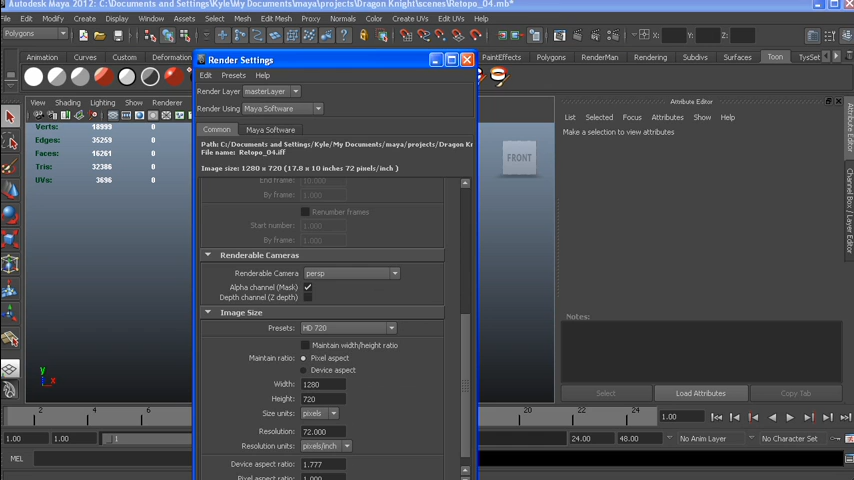 Autodesk Maya 2012: C:\Documents and Settings\Kyle\My Documents\maya\projects\Dragon Knight\scenes\Retopo_04.mb*
File Edit Modify Create Display Window Assets Select Mesh Edit Mesh Proxy Normals Color Create UVs Edit UVs Help
Polygons X: Y: Z:
Animation Curves Custom PaintEffects Polygons RenderMan Rendering Subdivs Surfaces Toon TySet
Render Settings
Edit Presets Help
Render Layer masterLayer
Render Using Maya Software
Common Maya Software
Path: C:/Documents and Settings/Kyle/My Documents/maya/projects/Dragon Kn
File name: Retopo_04.iff
Image size: 1280 x 720 (17.8 x 10 inches 72 pixels/inch )
End frame: 10.000
By frame: 1.000
Renumber frames
Start number: 1.000
By frame: 1.000
Renderable Cameras
Renderable Camera persp
Alpha channel (Mask)
Depth channel (Z depth)
Image Size
Presets: HD 720
Maintain width/height ratio
Maintain ratio: Pixel aspect
Device aspect
Width: 1280
Height: 720
Size units: pixels
Resolution: 72.000
Resolution units: pixels/inch
Device aspect ratio: 1.777
Pixel aspect ratio: 1.000
View Shading Lighting Show Renderer
Verts: 18999 0
Edges: 35259 0
Faces: 16261 0
Tris: 32386 0
UVs: 3696 0
FRONT
y
x
Attribute Editor
List Selected Focus Attributes Show Help
Make a selection to view attributes
Notes:
Select Load Attributes Copy Tab
Attribute Editor
Channel Box / Layer Editor
2 4 6 20 22 24 1.00
1.00 1.00 1 24.00 48.00 No Anim Layer No Character Set
MEL